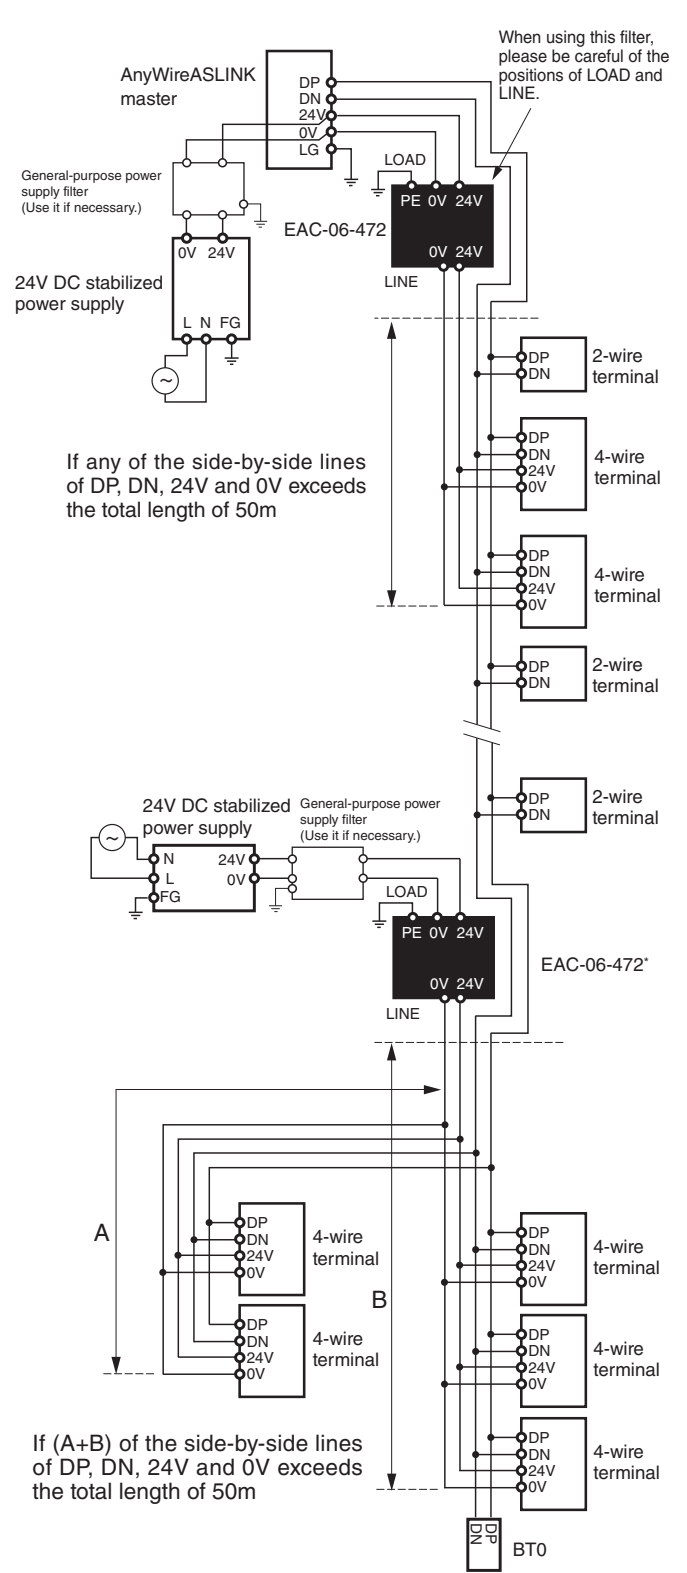 When using this filter,
please be careful of the
positions of LOAD and
LINE.
AnyWireASLINK
master
DP
DN
24V
0V
LG
General-purpose power
supply filter
(Use it if necessary.)
LOAD
PE 0V 24V
EAC-06-472
0V 24V
LINE
0V 24V
24V DC stabilized
power supply
L N FG
~
DP
DN
2-wire
terminal
DP
DN
24V
0V
4-wire
terminal
If any of the side-by-side lines
of DP, DN, 24V and 0V exceeds
the total length of 50m
DP
DN
24V
0V
4-wire
terminal
DP
DN
2-wire
terminal
DP
DN
2-wire
terminal
24V DC stabilized
power supply
General-purpose power
supply filter
(Use it if necessary.)
~
N
L
FG
24V
0V
LOAD
PE 0V 24V
0V 24V
LINE
EAC-06-472*
A
B
DP
DN
24V
0V
4-wire
terminal
DP
DN
24V
0V
4-wire
terminal
DP
DN
24V
0V
4-wire
terminal
DP
DN
24V
0V
4-wire
terminal
DP
DN
24V
0V
4-wire
terminal
If (A+B) of the side-by-side lines
of DP, DN, 24V and 0V exceeds
the total length of 50m
DP
DN
BT0